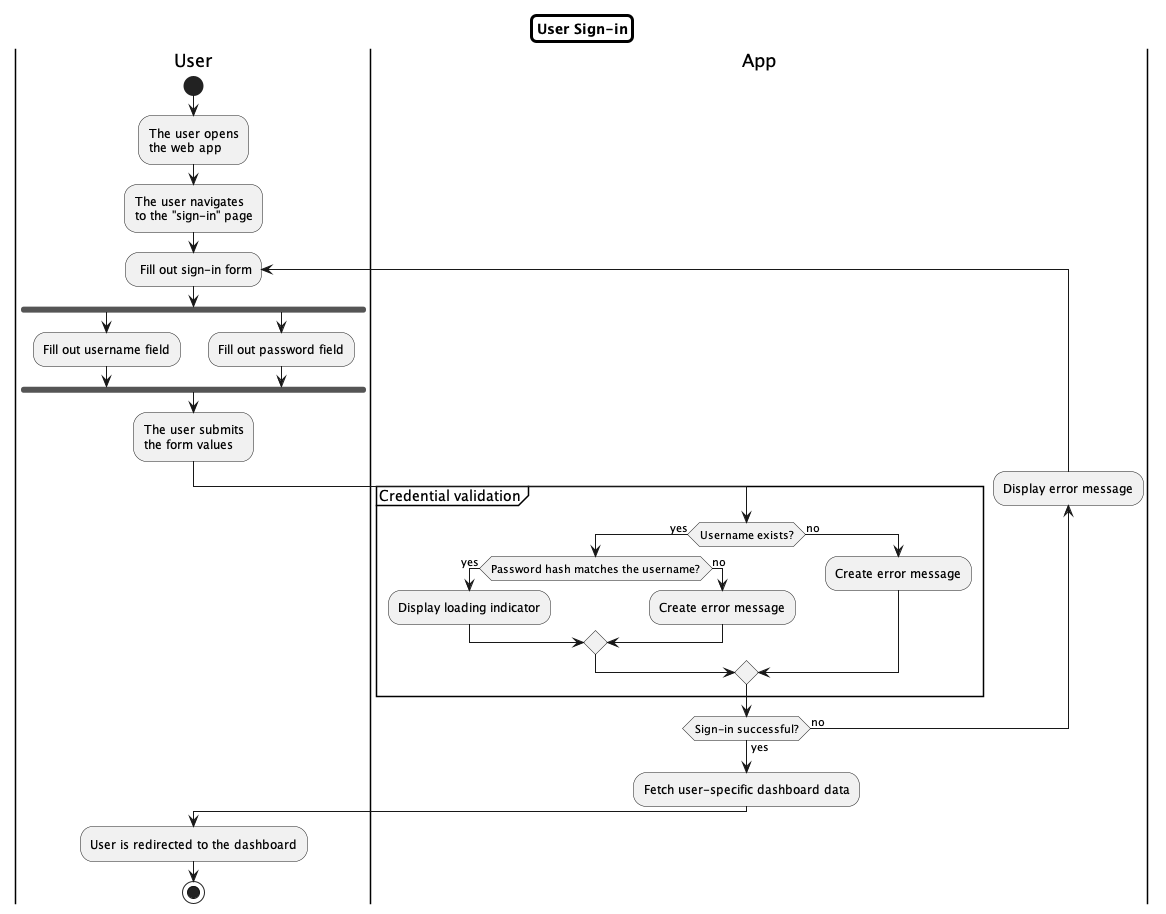 User Sign-in
User
App
The user opens
the web app
The user navigates
to the "sign-in" page
Fill out sign-in form
Fill out username field
Fill out password field
The user submits
the form values
Display error message
Credential validation
yes
Username exists?
no
yes
Password hash matches the username?
no
Create error message
Display loading indicator
Create error message
Sign-in successful?
no
yes
Fetch user-specific dashboard data
User is redirected to the dashboard